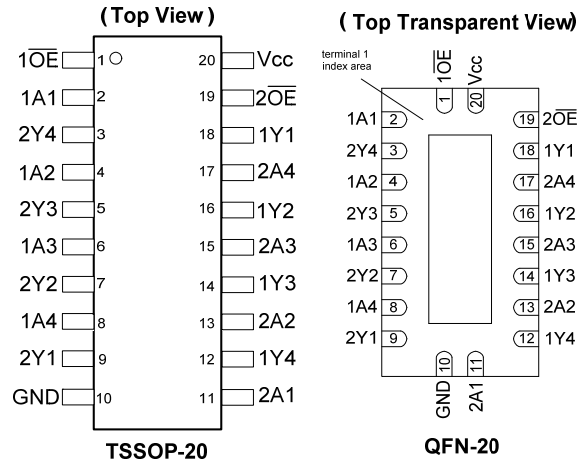 (Top View)
1O̅E̅ 1 20 Vcc
1A1 2 19 2O̅E̅
2Y4 3 18 1Y1
1A2 4 17 2A4
2Y3 5 16 1Y2
1A3 6 15 2A3
2Y2 7 14 1Y3
1A4 8 13 2A2
2Y1 9 12 1Y4
GND 10 11 2A1
TSSOP-20
( Top Transparent View)
terminal 1
index area
1O̅E̅ Vcc
1 20
1A1 2 19 2O̅E̅
2Y4 3 18 1Y1
1A2 4 17 2A4
2Y3 5 16 1Y2
1A3 6 15 2A3
2Y2 7 14 1Y3
1A4 8 13 2A2
2Y1 9 12 1Y4
10 11
GND 2A1
QFN-20